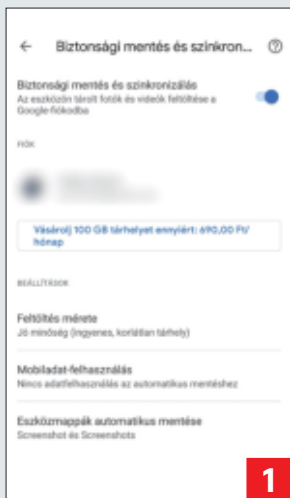 Biztonsági mentés és szinkron...
Biztonsági mentés és szinkronizálás
Az eszközön tárolt fotók és videók feltöltése a
Google-fiókodba
FIÓK
Vásárolj 100 GB tárhelyet ennyiért: 690,00 Ft/
hónap
BEÁLLÍTÁSOK
Feltöltés mérete
Jó minőség (ingyenes, korlátlan tárhely)
Mobiladat-felhasználás
Nincs adatfelhasználás az automatikus mentéshez
Eszközmappák automatikus mentése
Screenshot és Screenshots
1